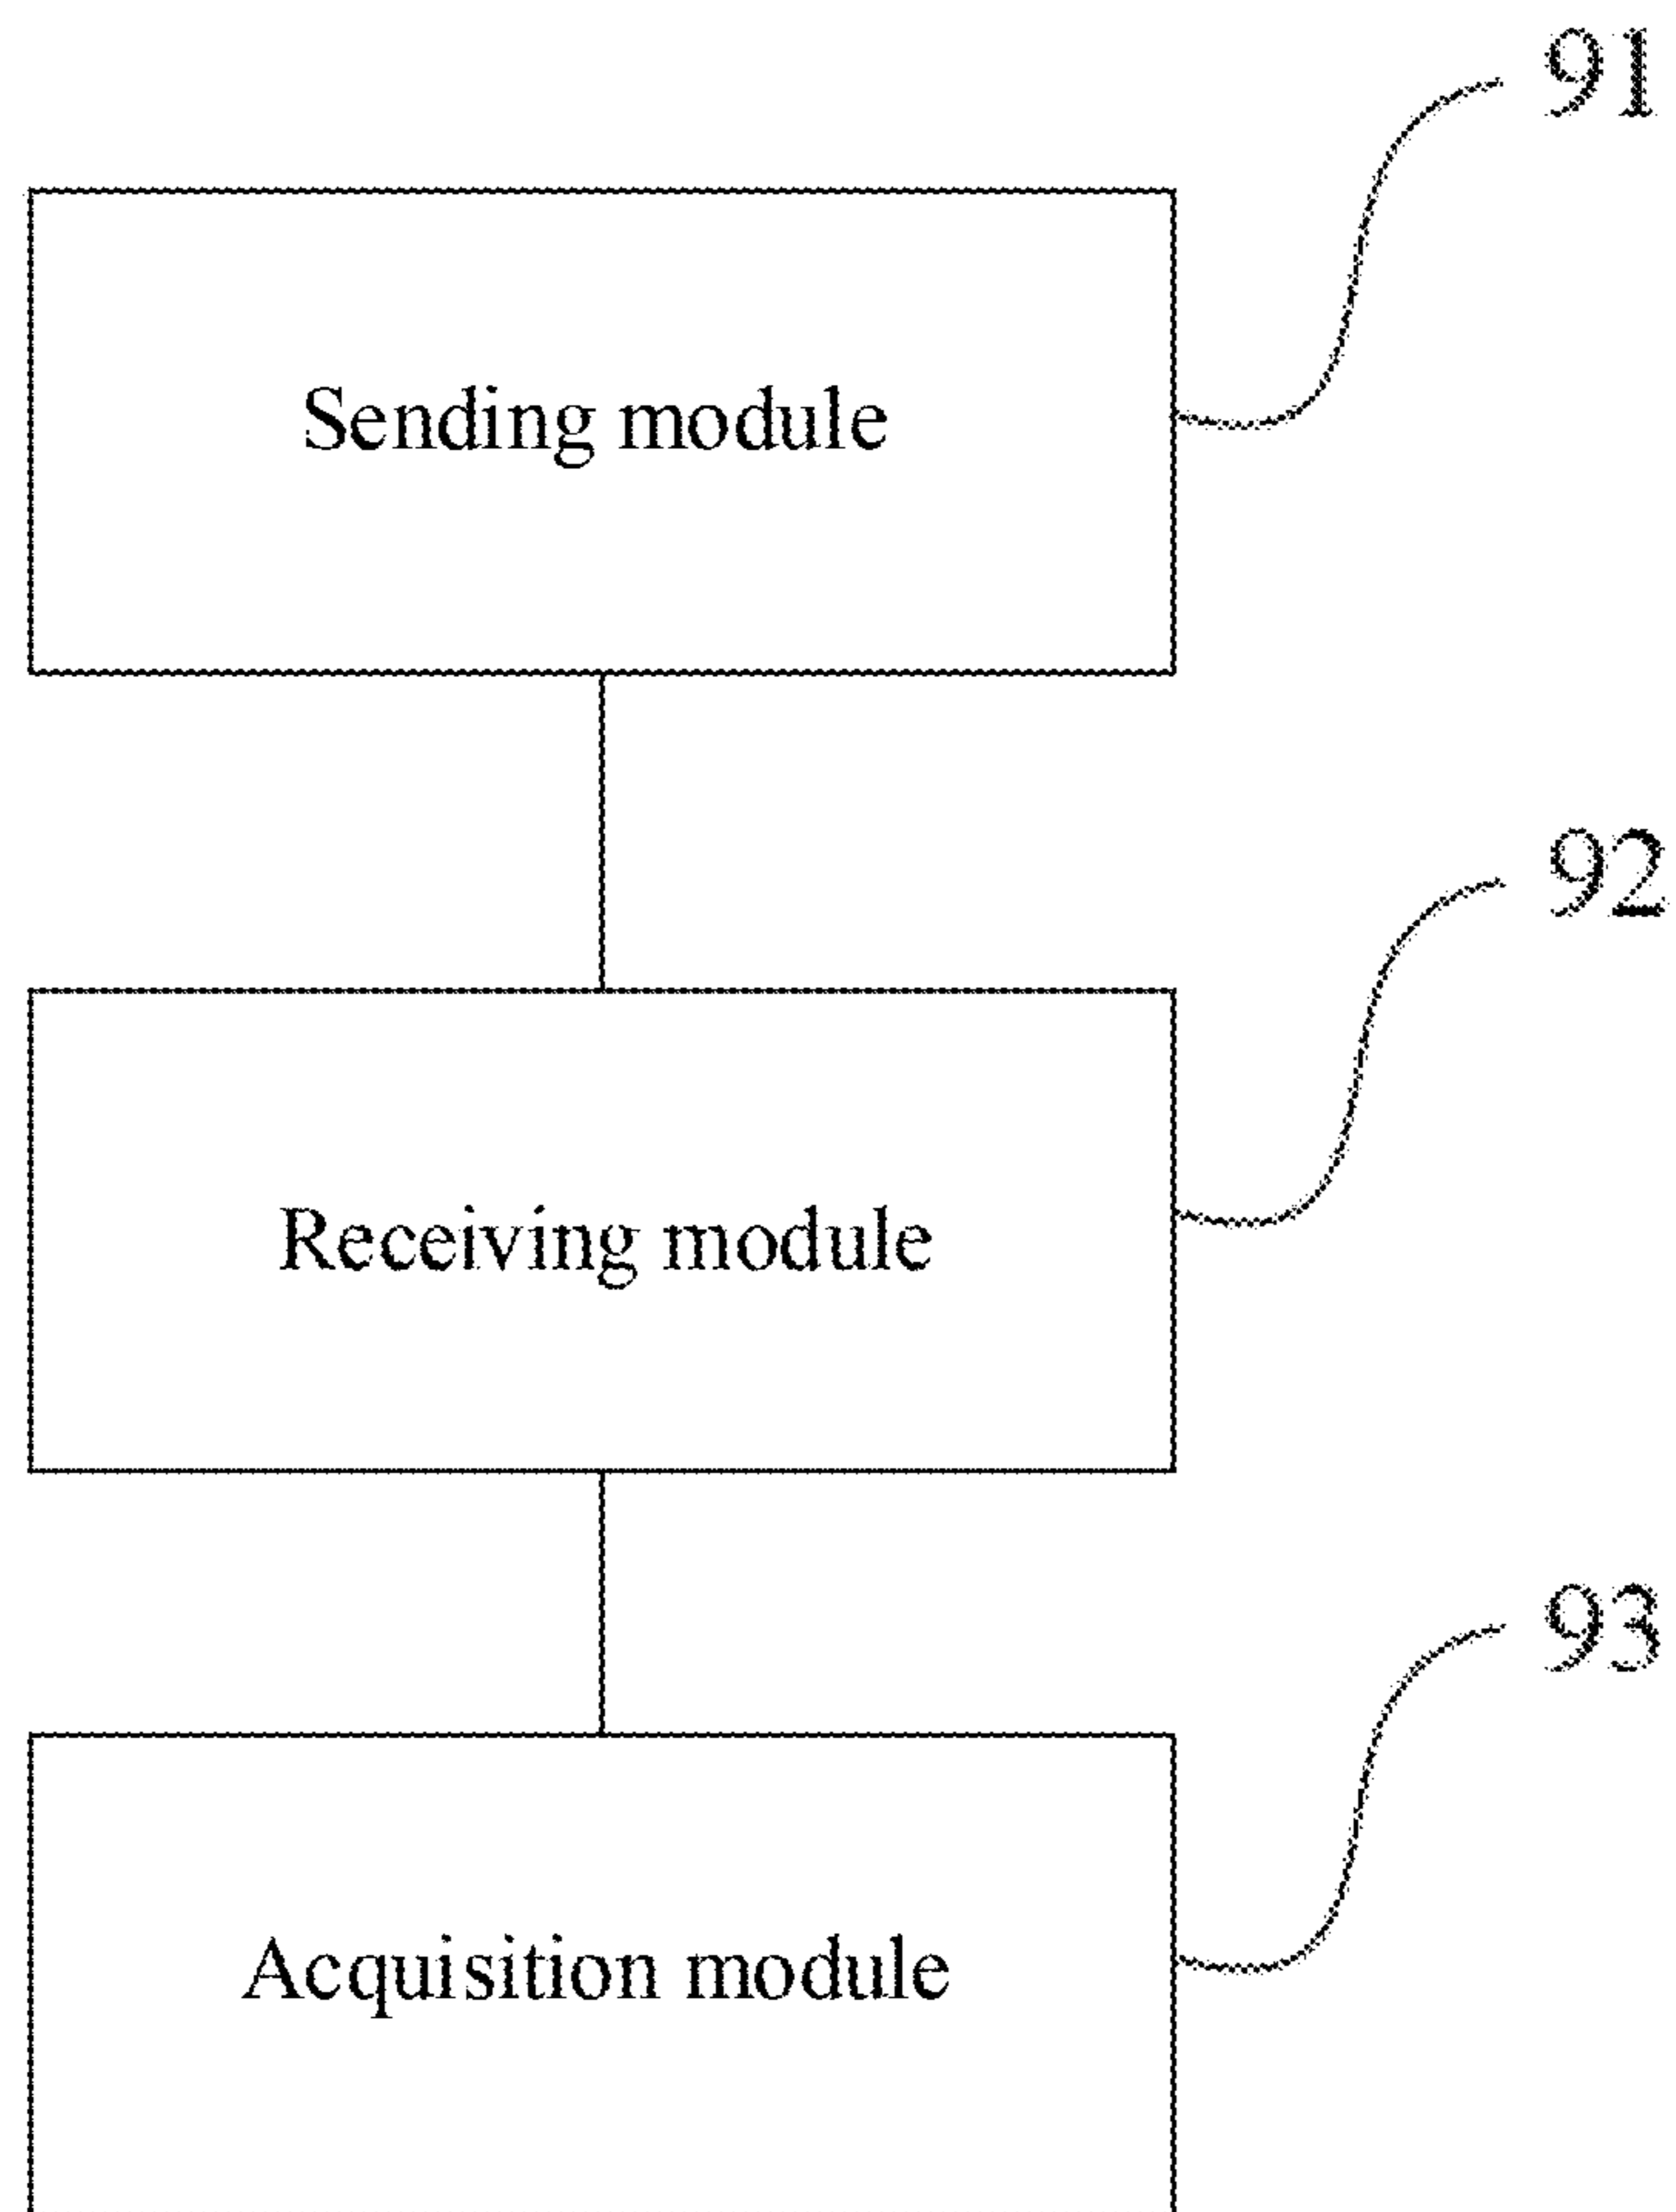 91
Sending module
92
Receiving module
93
Acquisition module